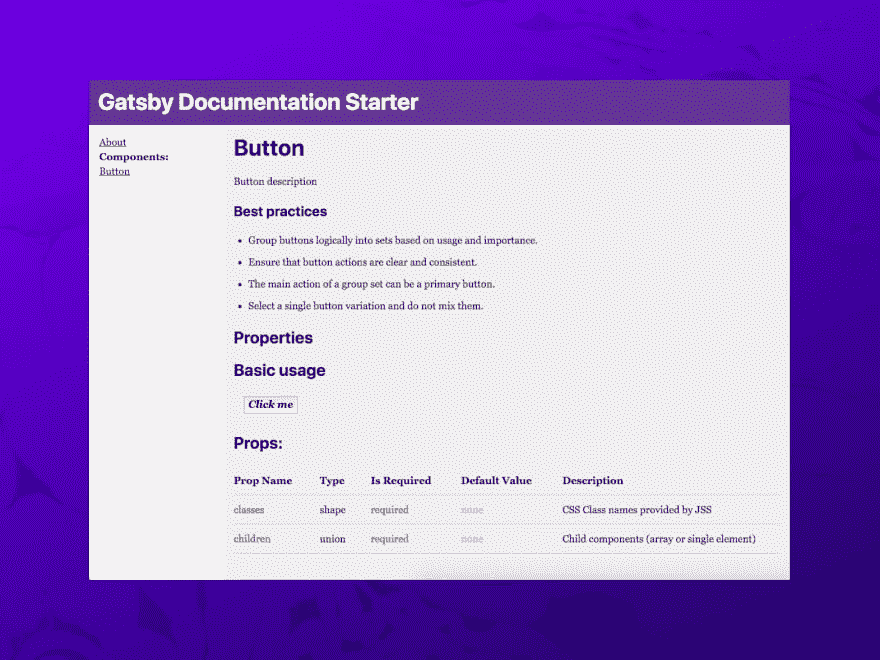 Gatsby Documentation Starter
About
Components:
Button
Button
Button description
Best practices
Group buttons logically into sets based on usage and importance.
Ensure that button actions are clear and consistent.
The main action of a group set can be a primary button.
Select a single button variation and do not mix them.
Properties
Basic usage
Click me
Props:
Prop Name Type Is Required Default Value Description
classes shape required none CSS Class names provided by JSS
children union required none Child components (array or single element)